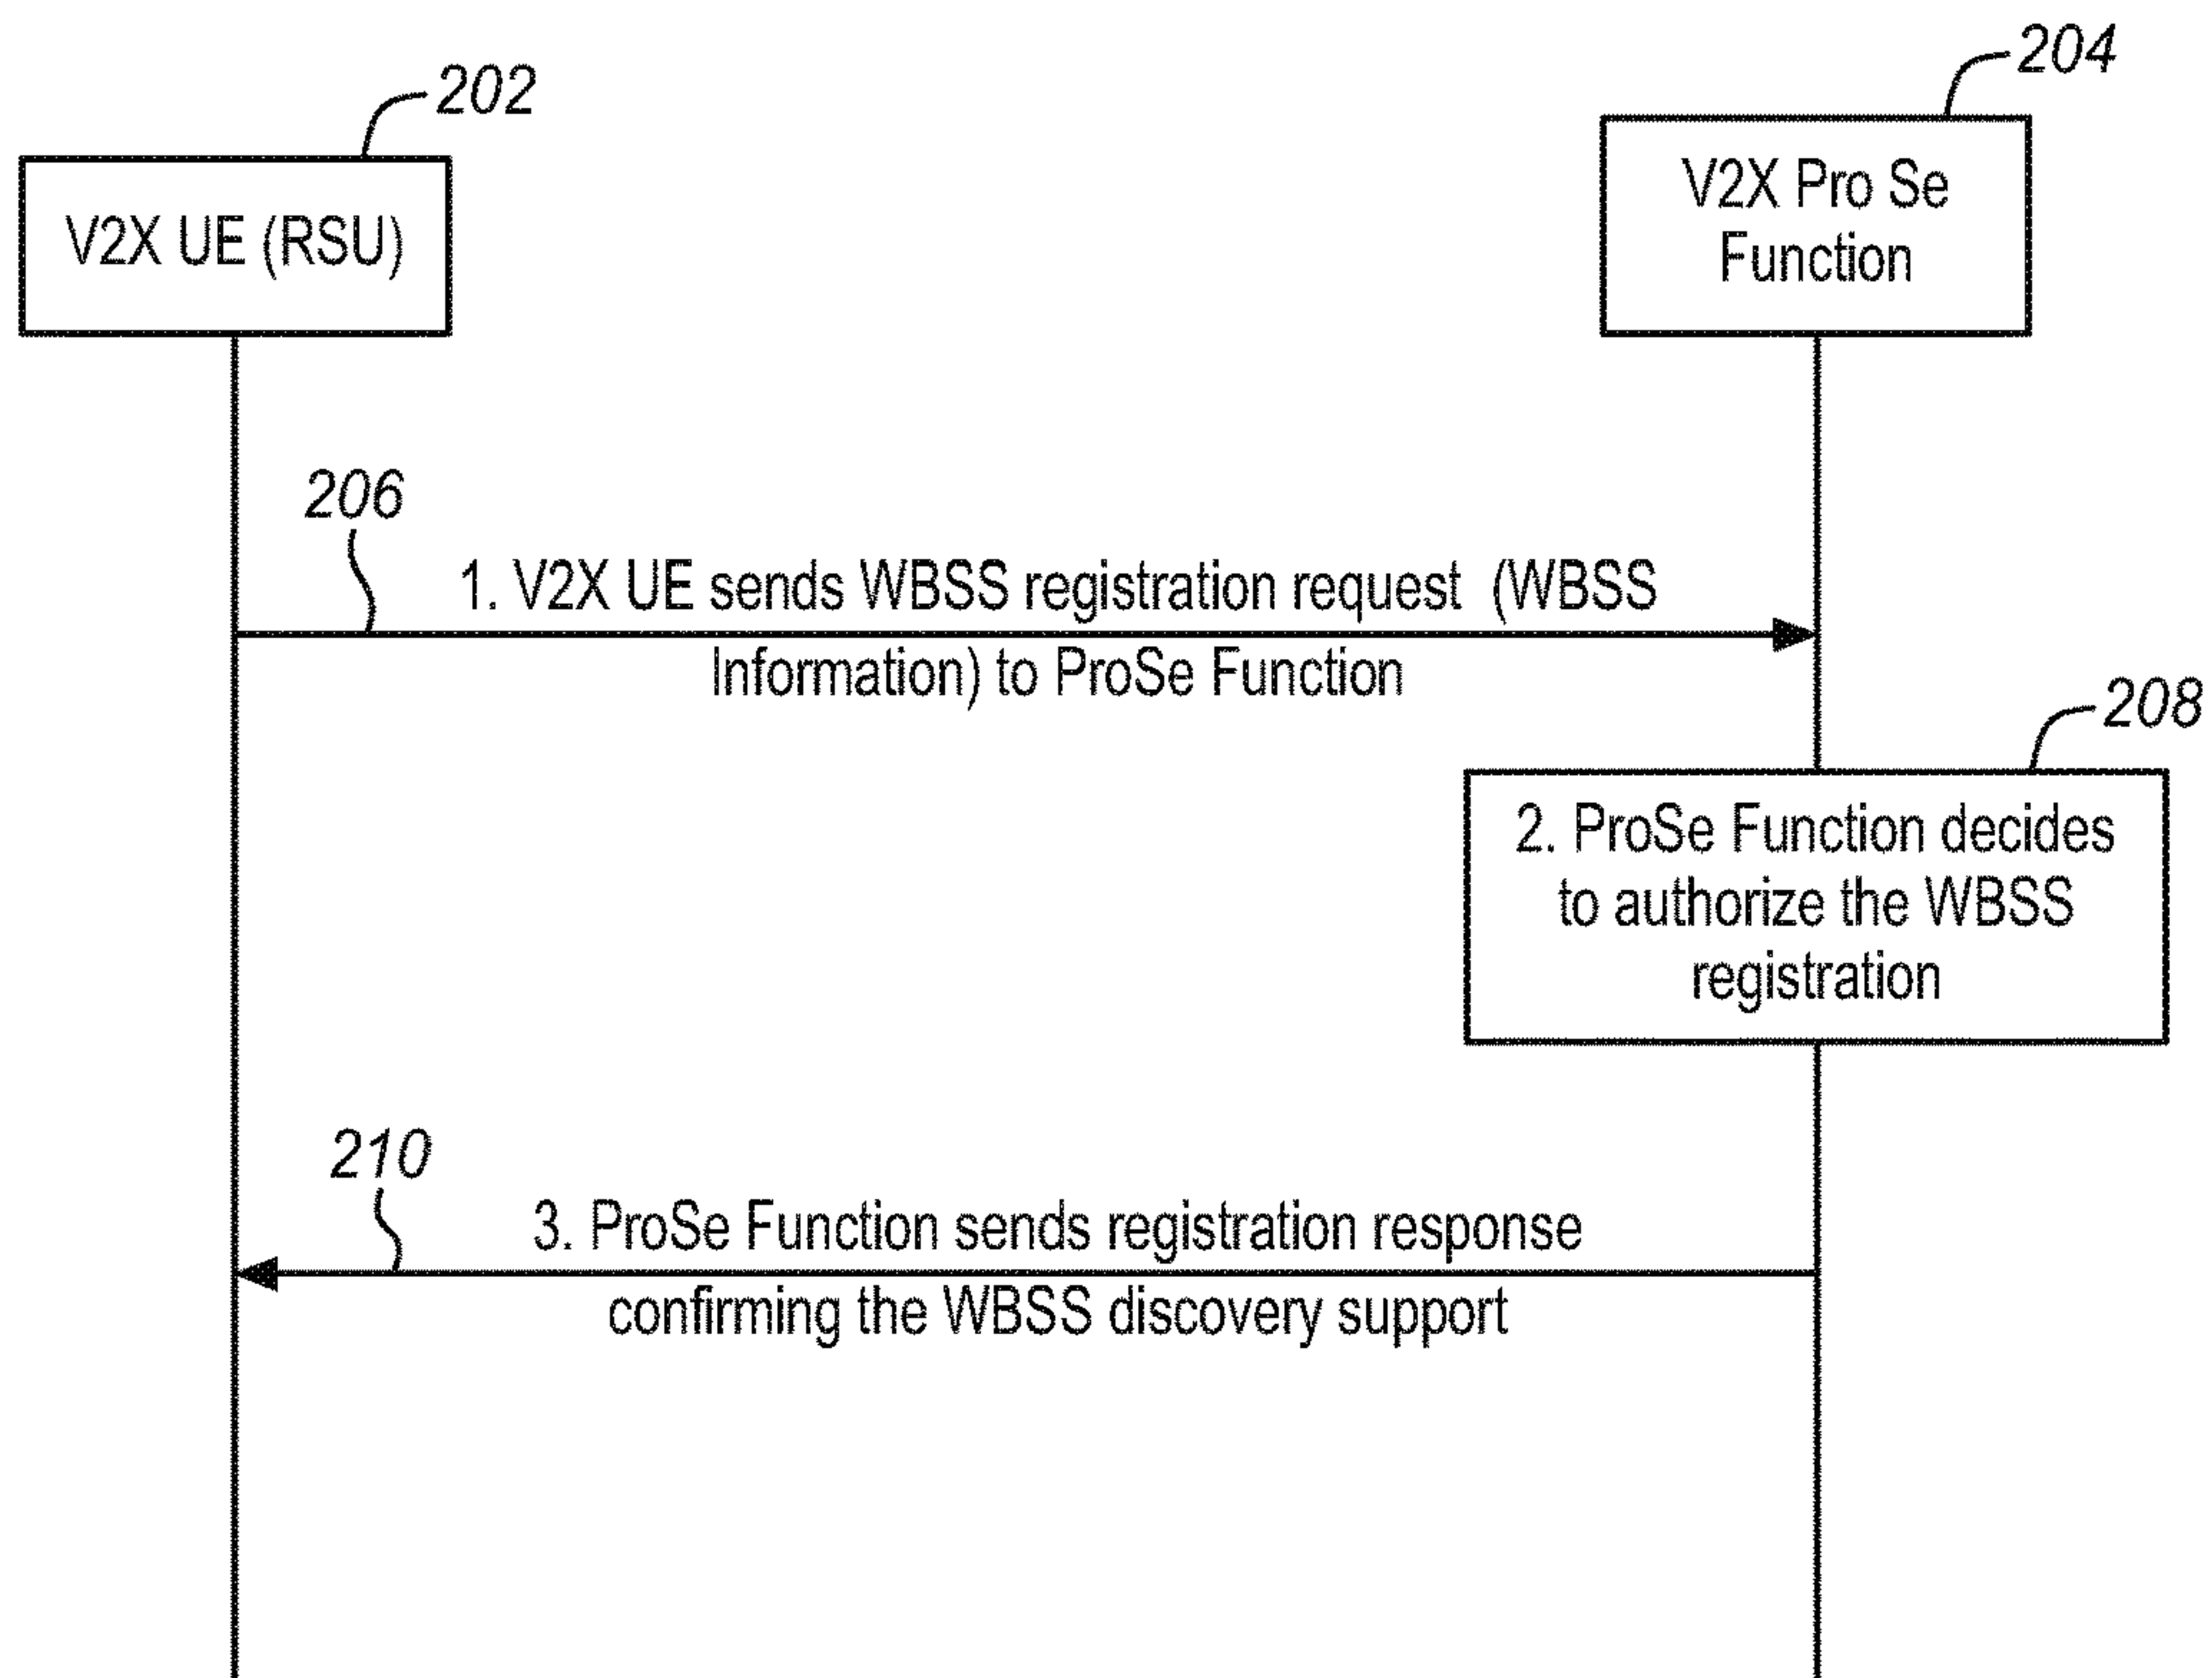 202
204
V2X UE (RSU)
V2X Pro Se
Function
206
1. V2X UE sends WBSS registration request (WBSS
Information) to ProSe Function
208
2. ProSe Function decides
to authorize the WBSS
registration
210
3. ProSe Function sends registration response
confirming the WBSS discovery support